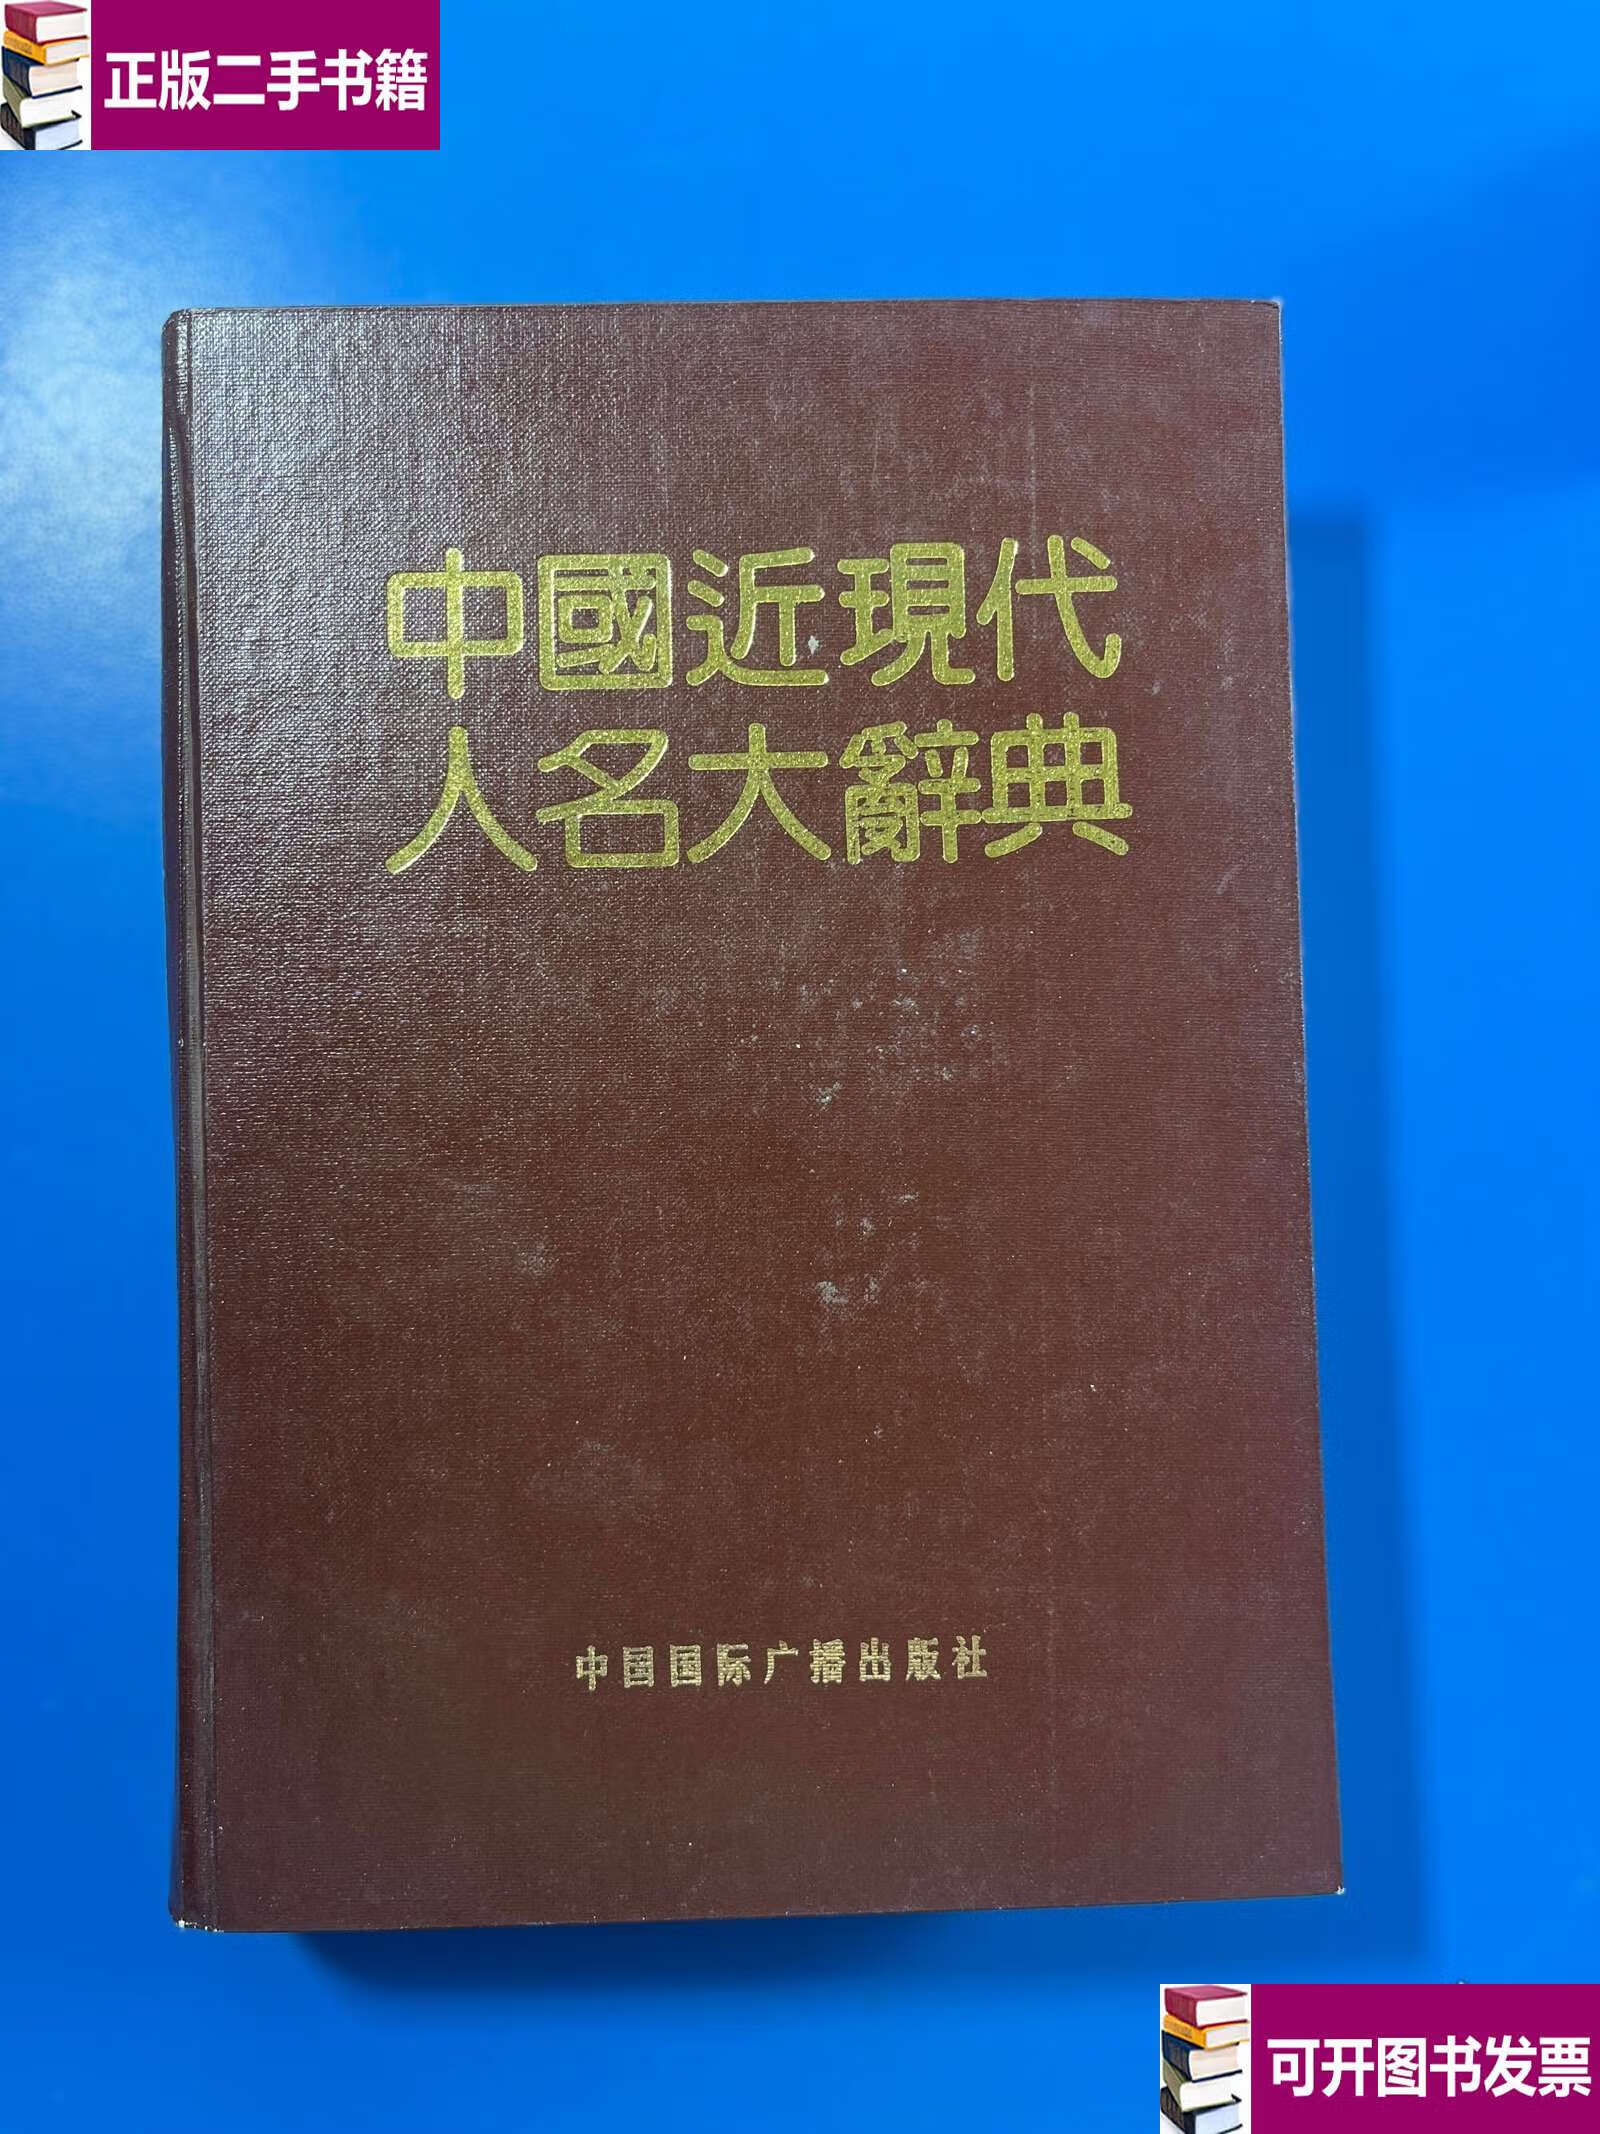 正版二手书籍
中國近現代
人名大辭典
中国国际广播出版社
可开图书发票